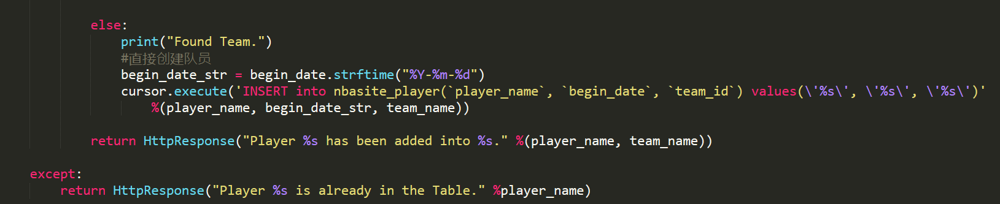 else:
print("Found Team.")
#直接创建队员
begin_date_str = begin_date.strftime("%Y-%m-%d")
cursor.execute('INSERT into nbasite_player(`player_name`, `begin_date`, `team_id`) values(\'%s\', \'%s\', \'%s\')'
%(player_name, begin_date_str, team_name))
return HttpResponse("Player %s has been added into %s." %(player_name, team_name))
except:
return HttpResponse("Player %s is already in the Table." %player_name)